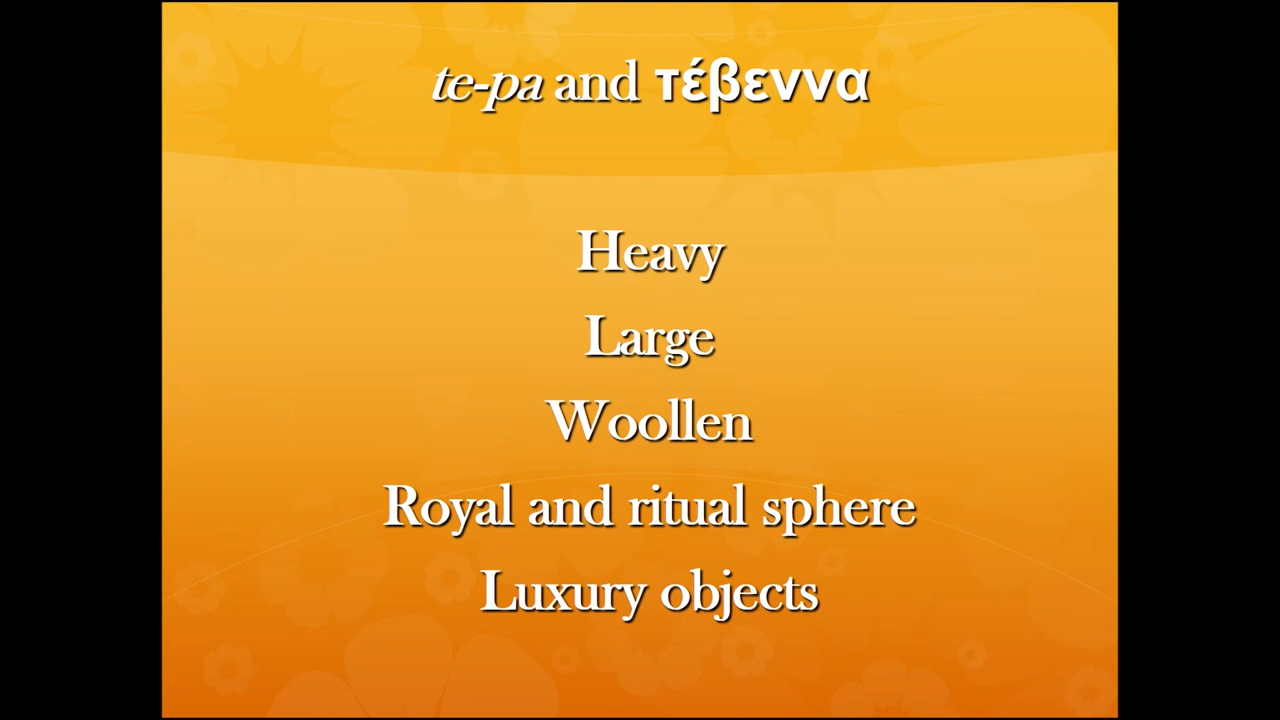 te-pa and τέβεννα
Heavy
Large
Woollen
Royal and ritual sphere
Luxury objects